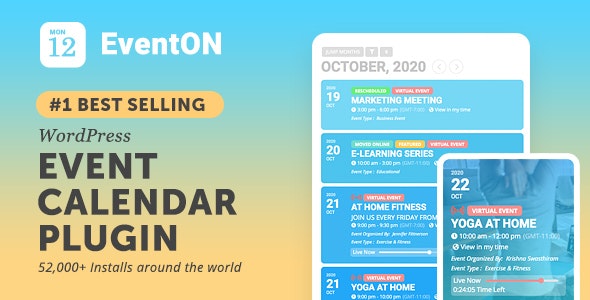 MON
12
EventON
#1 BEST SELLING
WordPress
EVENT
CALENDAR
PLUGIN
52,000+ Installs around the world
JUMP MONTHS
OCTOBER, 2020
2020
19
OCT
RESCHEDULED
VIRTUAL EVENT
MARKETING MEETING
3:00 pm - 6:00 pm (GMT-7:00) View in my time
Event Type : Business Event
20
OCT
MOVED ONLINE
FEATURED
VIRTUAL EVENT
E-LEARNING SERIES
10:00 am - 3:00 pm (GMT-11:00)
Event Type : Educational
21
OCT
VIRTUAL EVENT
AT HOME FITNESS
JOIN US EVERY FRIDAY FROM
9:00 pm - 9:30 pm (GMT-7:00)
Event Organized By: Jennifer
Event Type : Exercise & Fitness
Live Now
21
OCT
VIRTUAL EVENT
YOGA AT HOME
2020
22
OCT
VIRTUAL EVENT
YOGA AT HOME
10:00 am - 12:00 pm (GMT-11:00)
View in my time
Event Organized By: Krishna
Event Type : Exercise & Fitness
Live Now
0:24:05 Time Left